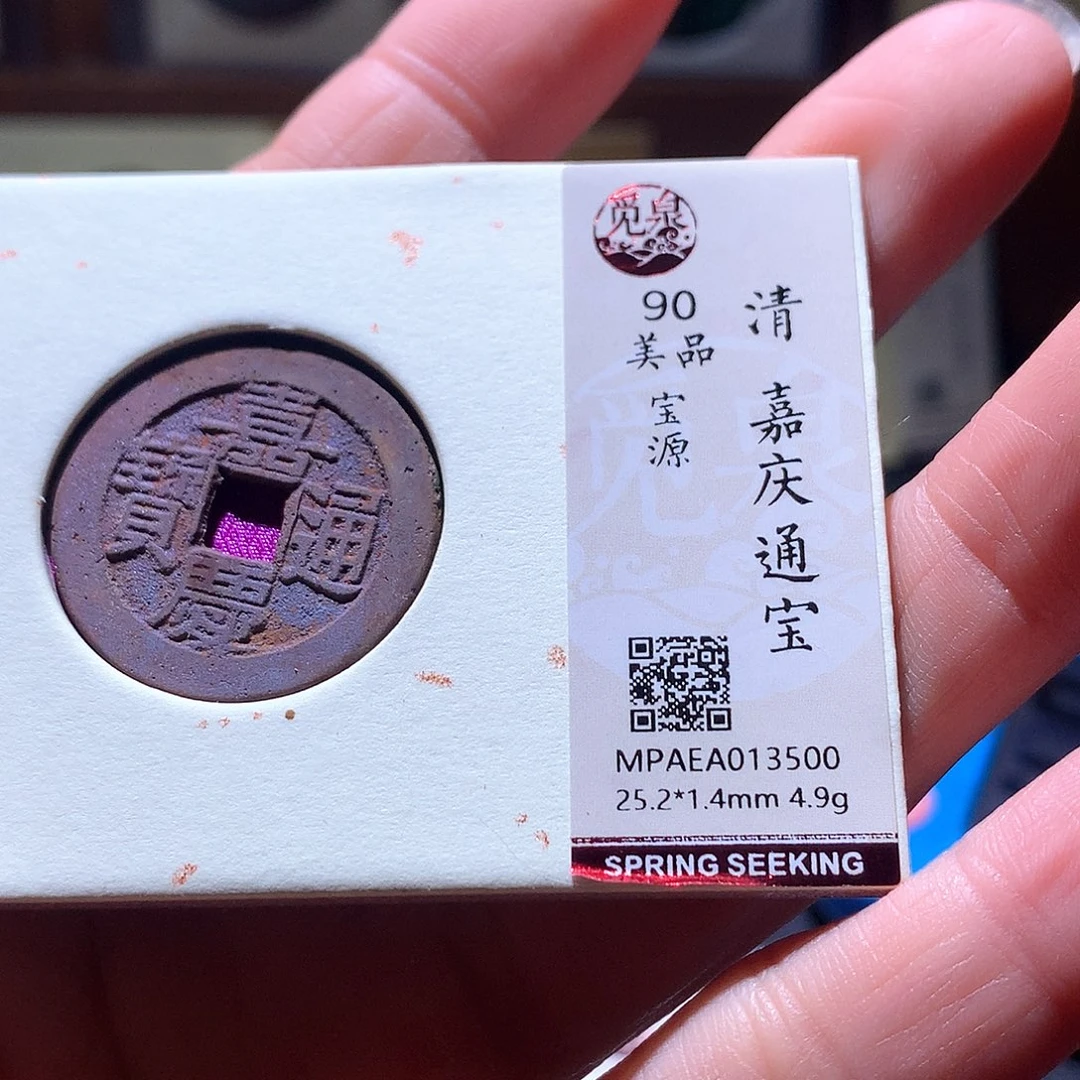 嘉慶通寶
觅泉
90
美品
宝源
清 嘉庆通宝
MPAEA013500
25.2*1.4mm 4.9g
SPRING SEEKING